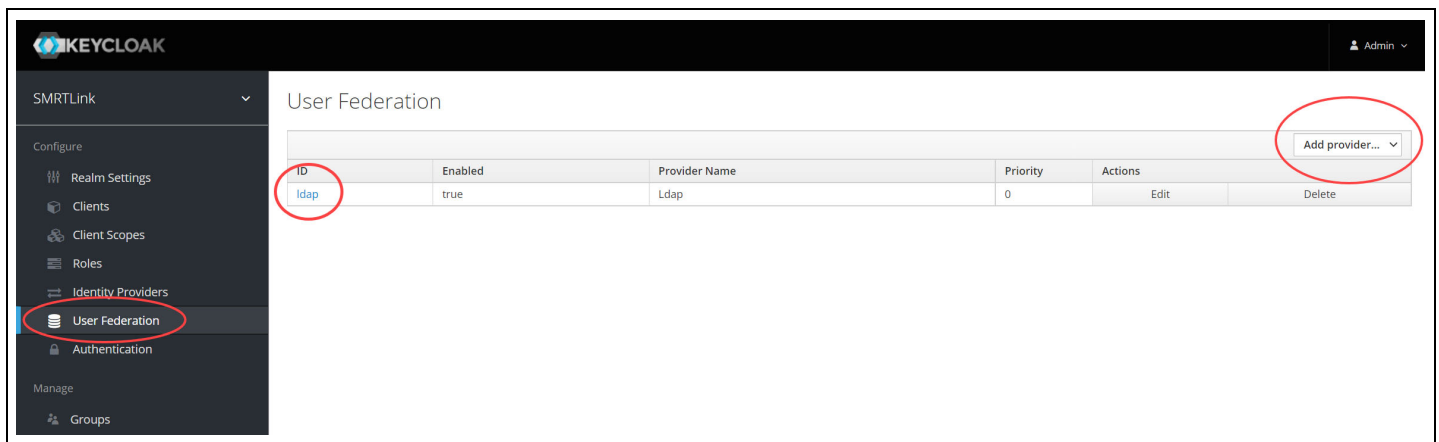 KEYCLOAK
Admin
SMRTLink
User Federation
Configure
Add provider...
ID Enabled Provider Name Priority Actions
ldap true Ldap 0 Edit Delete
Realm Settings
Clients
Client Scopes
Roles
Identity Providers
User Federation
Authentication
Manage
Groups